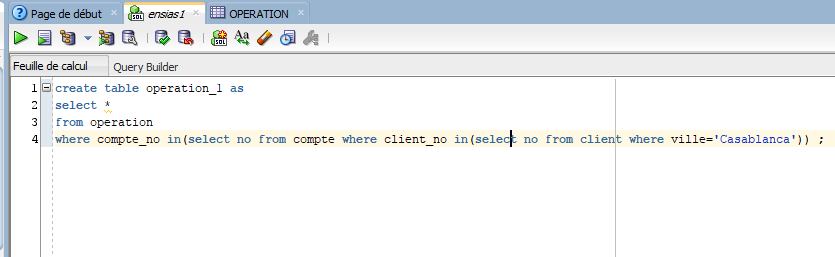 Page de début ensias1 OPERATION
Feuille de calcul Query Builder
1 create table operation_1 as
2 select *
3 from operation
4 where compte_no in(select no from compte where client_no in(select no from client where ville='Casablanca')) ;